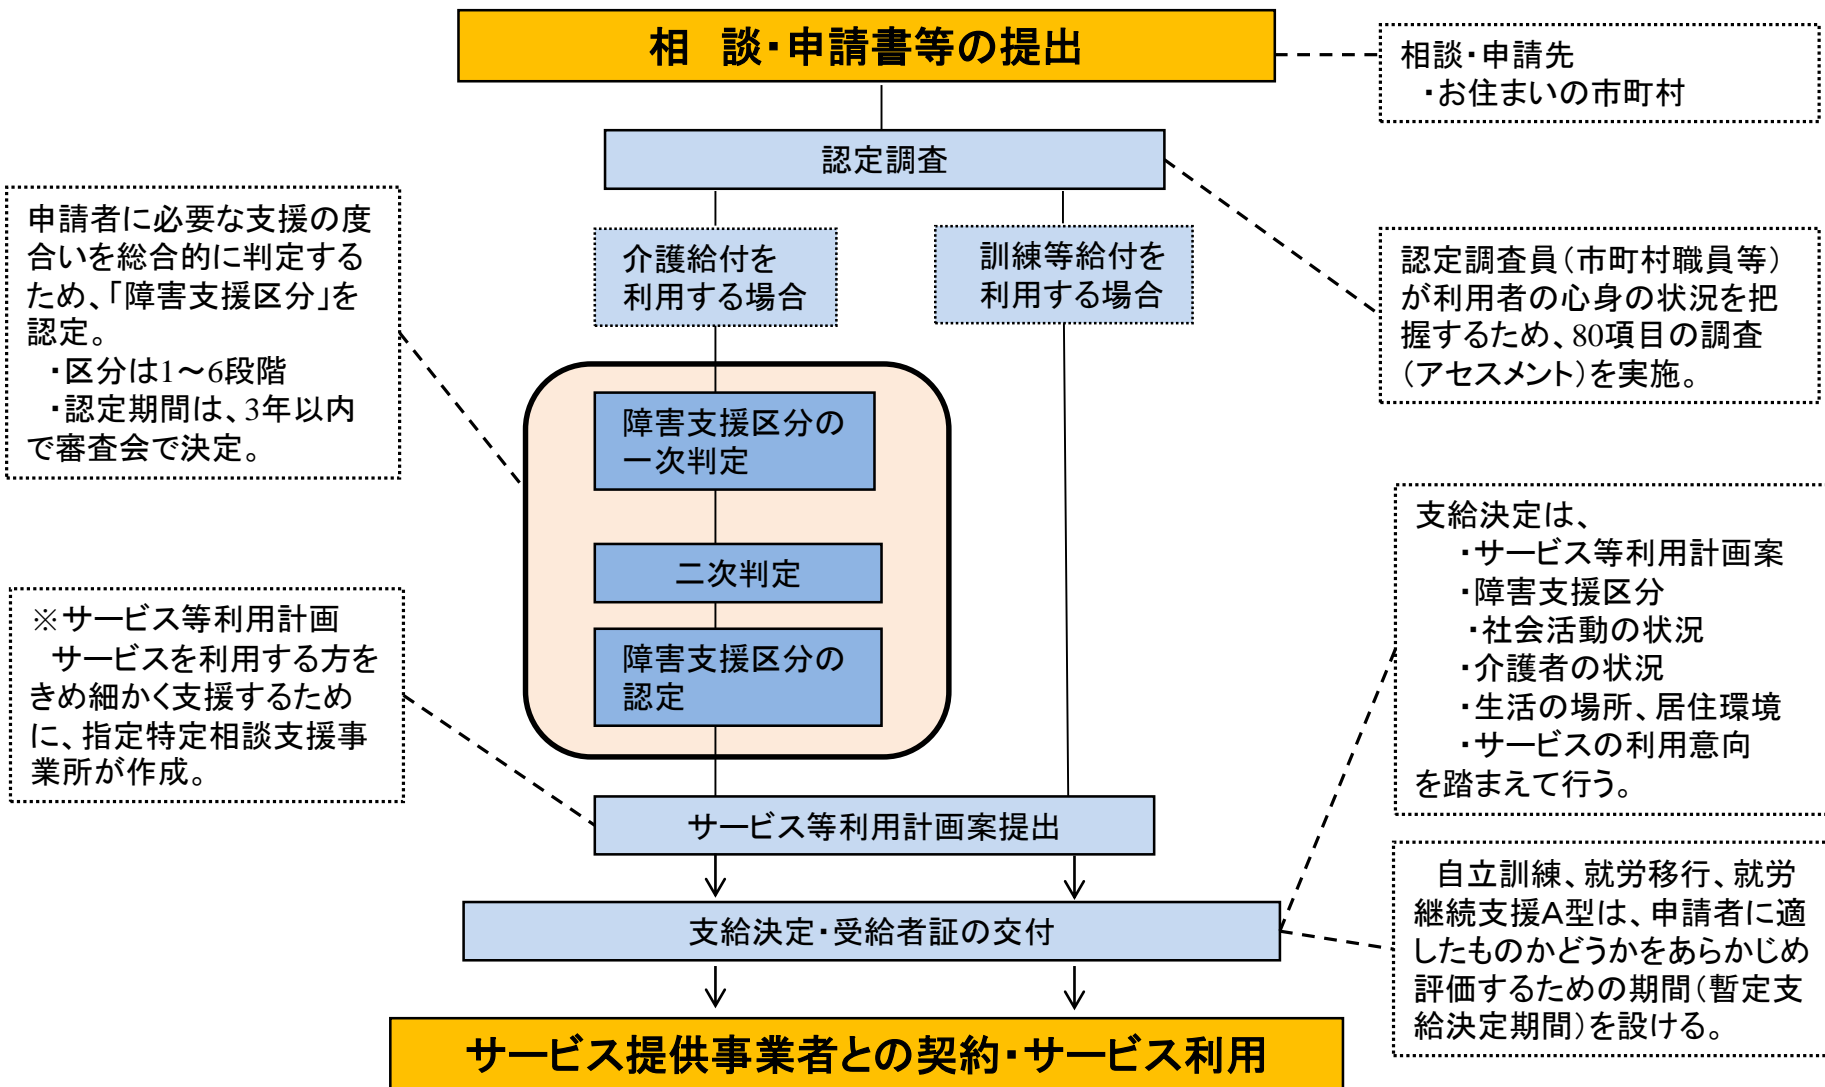 相　談・申請書等の提出
相談・申請先
・お住まいの市町村
認定調査
申請者に必要な支援の度
合いを総合的に判定する
ため、「障害支援区分」を
認定。
・区分は1～6段階
・認定期間は、3年以内
で審査会で決定。
介護給付を
利用する場合
訓練等給付を
利用する場合
認定調査員（市町村職員等）
が利用者の心身の状況を把
握するため、80項目の調査
（アセスメント）を実施。
障害支援区分の
一次判定
二次判定
障害支援区分の
認定
※サービス等利用計画
サービスを利用する方を
きめ細かく支援するため
に、指定特定相談支援事
業所が作成。
支給決定は、
・サービス等利用計画案
・障害支援区分
・社会活動の状況
・介護者の状況
・生活の場所、居住環境
・サービスの利用意向
を踏まえて行う。
サービス等利用計画案提出
支給決定・受給者証の交付
自立訓練、就労移行、就労
継続支援A型は、申請者に適
したものかどうかをあらかじめ
評価するための期間（暫定支
給決定期間）を設ける。
サービス提供事業者との契約・サービス利用